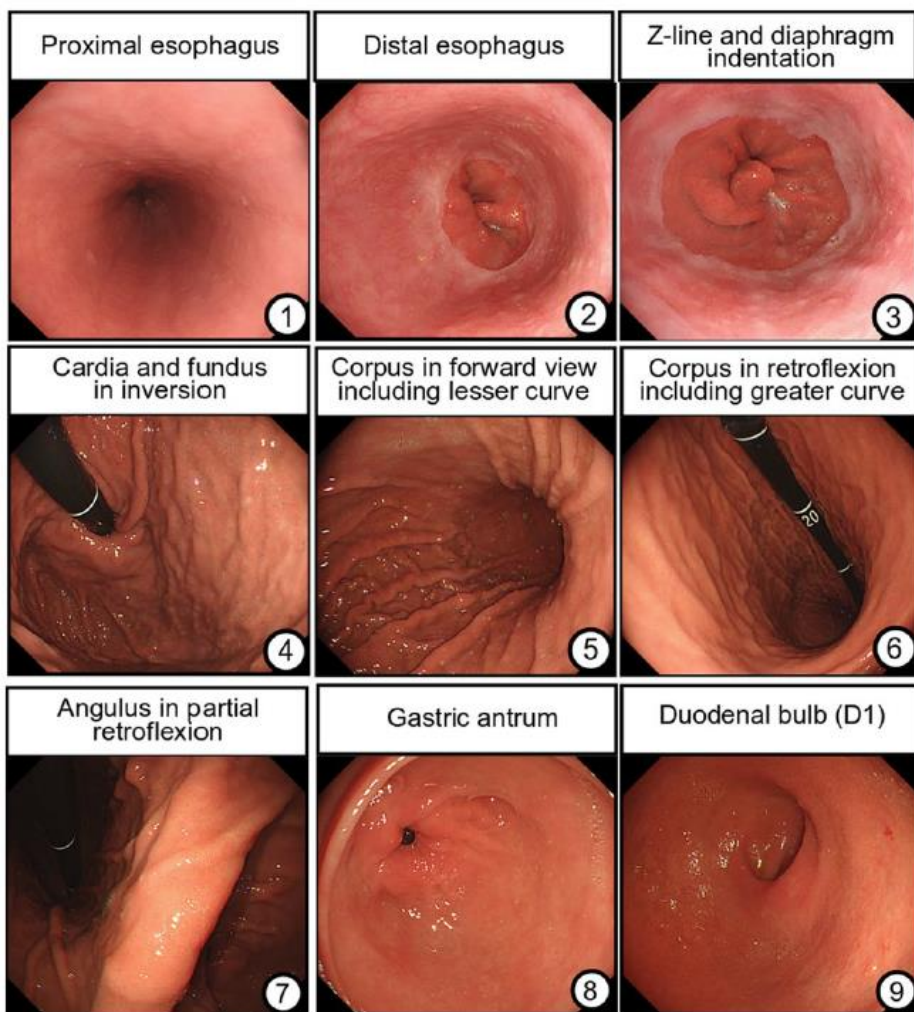 Proximal esophagus
Distal esophagus
Z-line and diaphragm
indentation
1
2
3
Cardia and fundus
in inversion
Corpus in forward view
including lesser curve
Corpus in retroflexion
including greater curve
4
5
20
6
Angulus in partial
retroflexion
Gastric antrum
Duodenal bulb (D1)
7
8
9